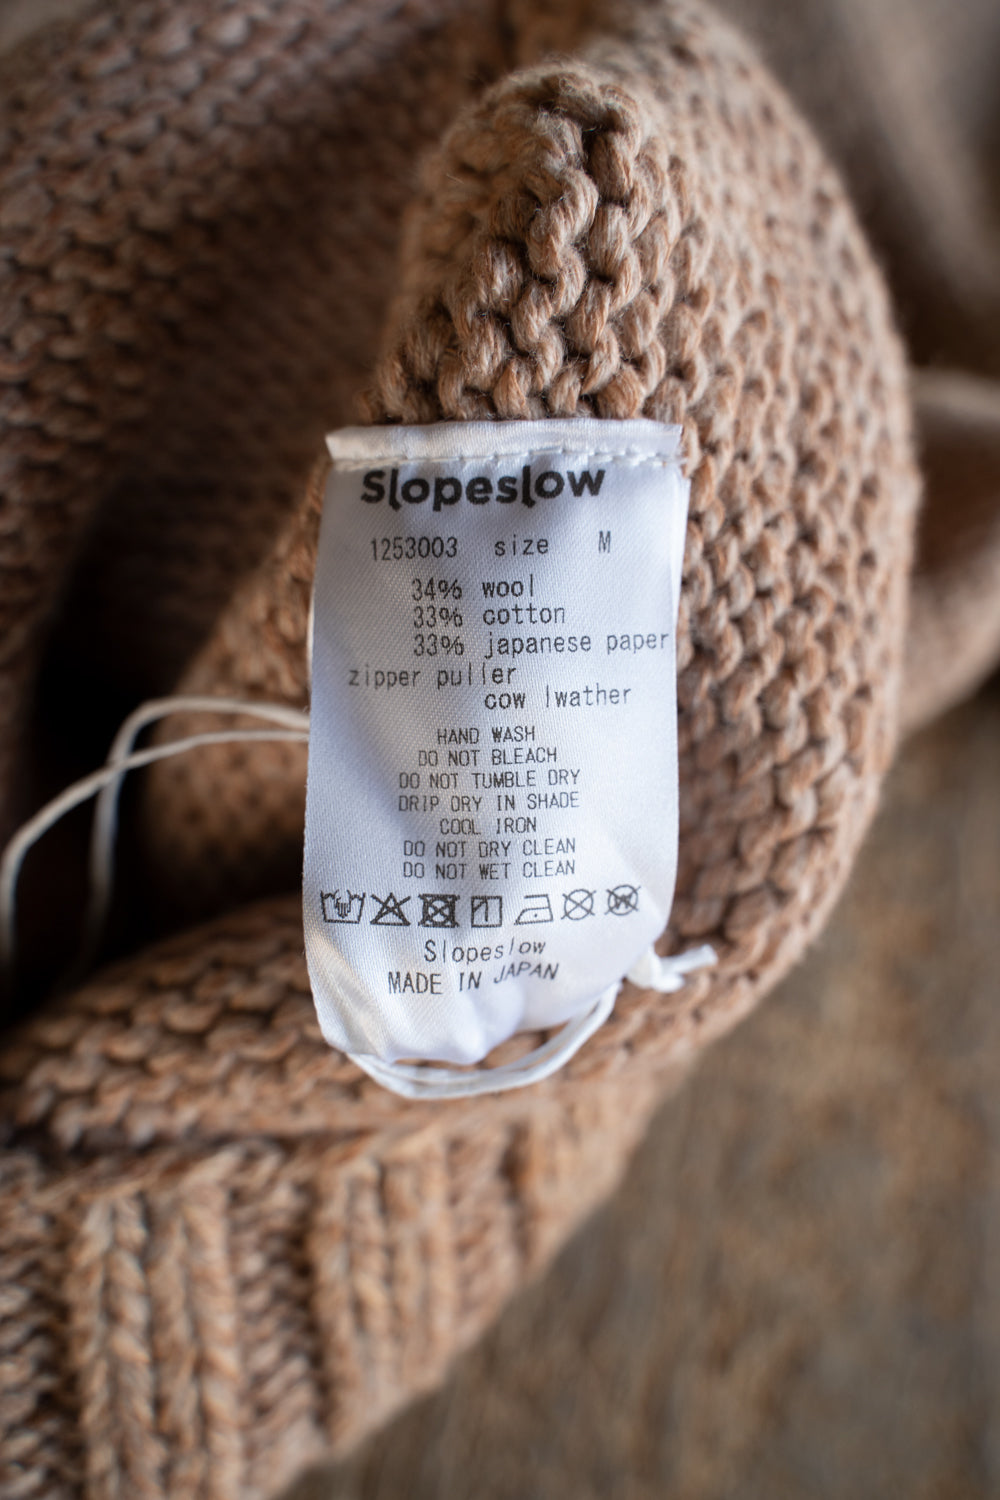 Slopeslow
1253003 size M
34% wool
33% cotton
33% japanese paper
zipper puller
cow lwather
HAND WASH
DO NOT BLEACH
DO NOT TUMBLE DRY
DRIP DRY IN SHADE
COOL IRON
DO NOT DRY CLEAN
DO NOT WET CLEAN
Slopeslow
MADE IN JAPAN